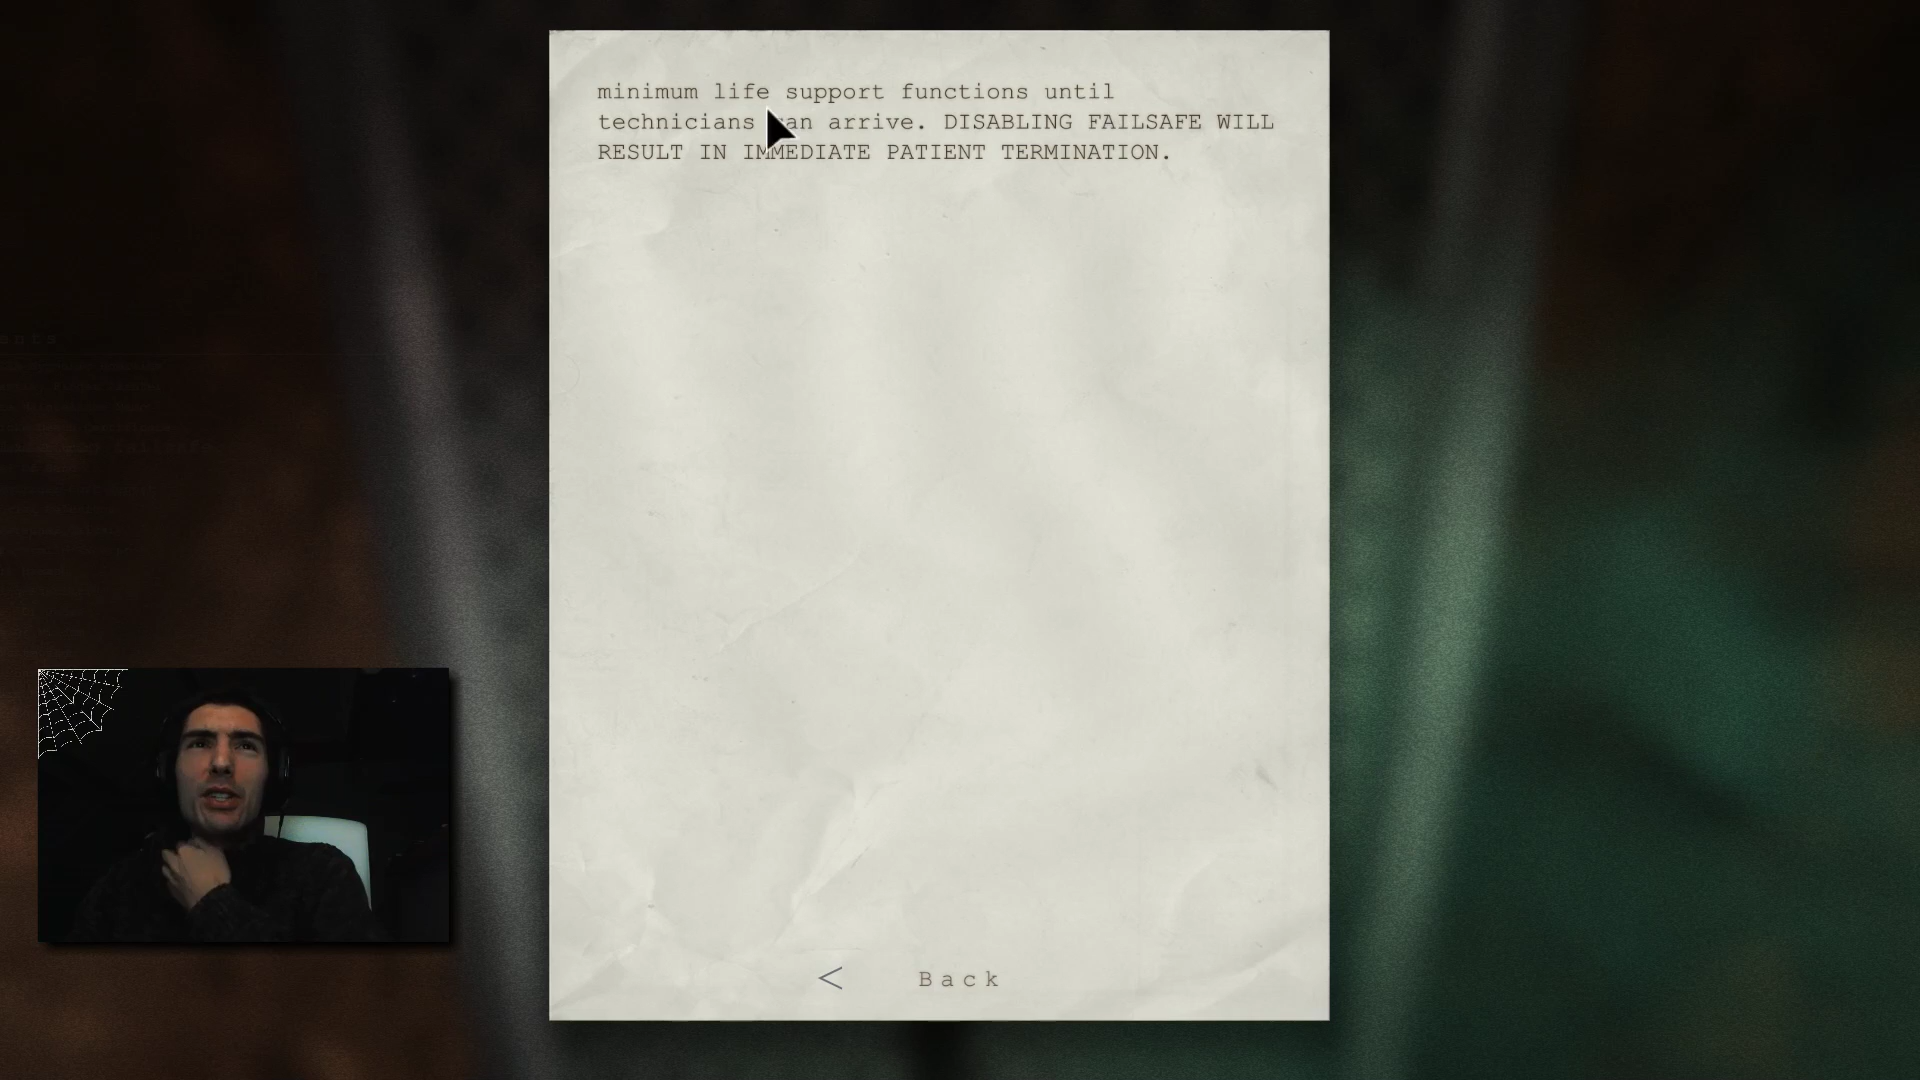 minimum life support functions until
technicians can arrive. DISABLING FAILSAFE WILL
RESULT IN IMMEDIATE PATIENT TERMINATION.
< Back